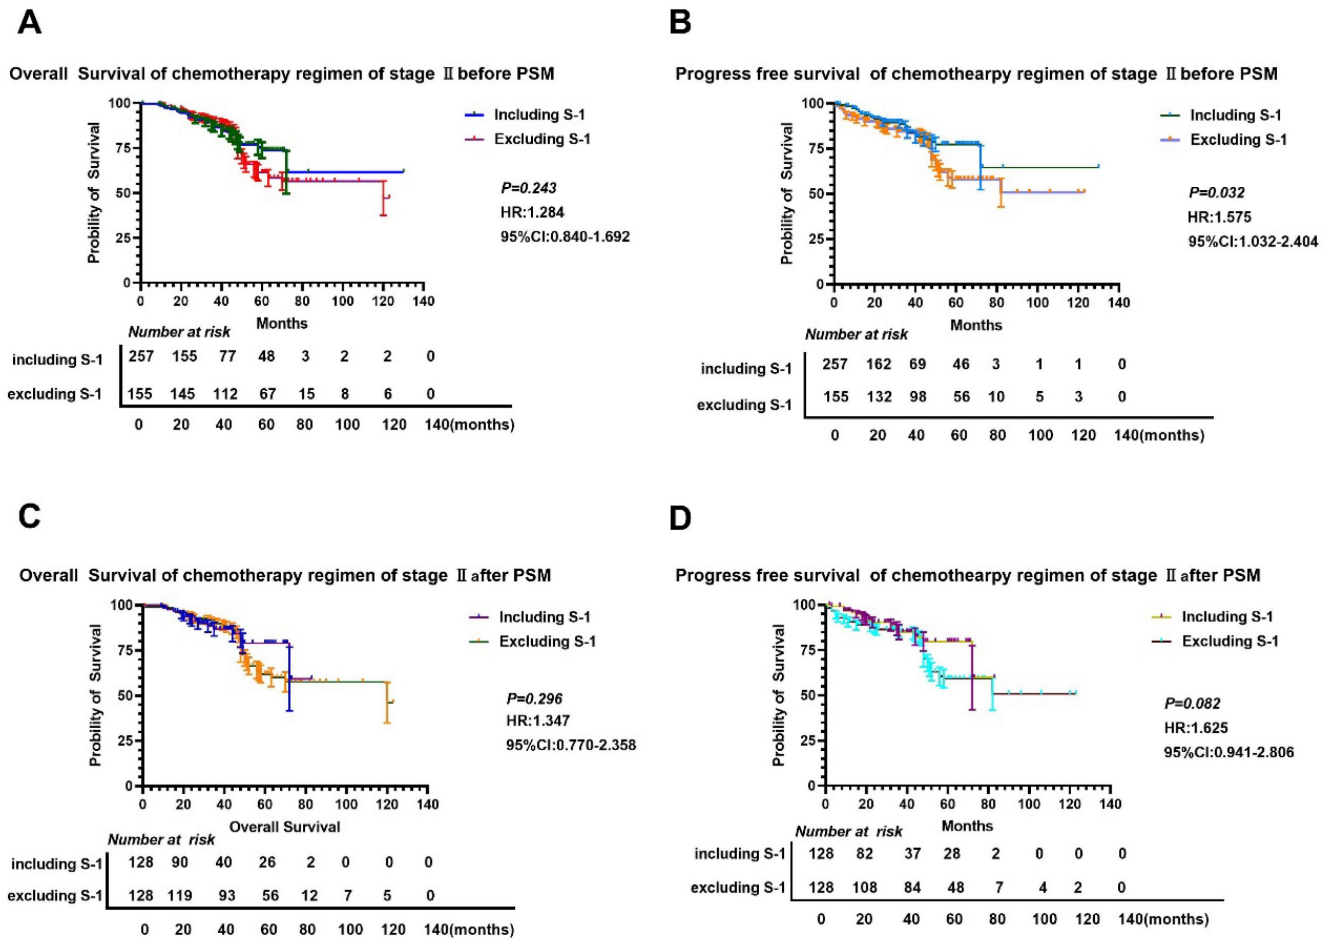 A
Overall Survival of chemotherapy regimen of stage Ⅱ before PSM
Probility of Survival
100
75
50
25
0
0 20 40 60 80 100 120 140
Months
Including S-1
Excluding S-1
P=0.243
HR:1.284
95%CI:0.840-1.692
Number at risk
including S-1 257 155 77 48 3 2 2 0
excluding S-1 155 145 112 67 15 8 6 0
0 20 40 60 80 100 120 140(months)
B
Progress free survival of chemothearpy regimen of stage Ⅱ before PSM
Probility of Survival
100
75
50
25
0
0 20 40 60 80 100 120 140
Months
Including S-1
Excluding S-1
P=0.032
HR:1.575
95%CI:1.032-2.404
Number at risk
including S-1 257 162 69 46 3 1 1 0
excluding S-1 155 132 98 56 10 5 3 0
0 20 40 60 80 100 120 140(months)
C
Overall Survival of chemotherapy regimen of stage Ⅱ after PSM
Probility of Survival
100
75
50
25
0
0 20 40 60 80 100 120 140
Overall Survival
Including S-1
Excluding S-1
P=0.296
HR:1.347
95%CI:0.770-2.358
Number at risk
including S-1 128 90 40 26 2 0 0 0
excluding S-1 128 119 93 56 12 7 5 0
0 20 40 60 80 100 120 140(months)
D
Progress free survival of chemothearpy regimen of stage Ⅱ after PSM
Probility of Survival
100
75
50
25
0
0 20 40 60 80 100 120 140
Months
Including S-1
Excluding S-1
P=0.082
HR:1.625
95%CI:0.941-2.806
Number at risk
including S-1 128 82 37 28 2 0 0 0
excluding S-1 128 108 84 48 7 4 2 0
0 20 40 60 80 100 120 140(months)